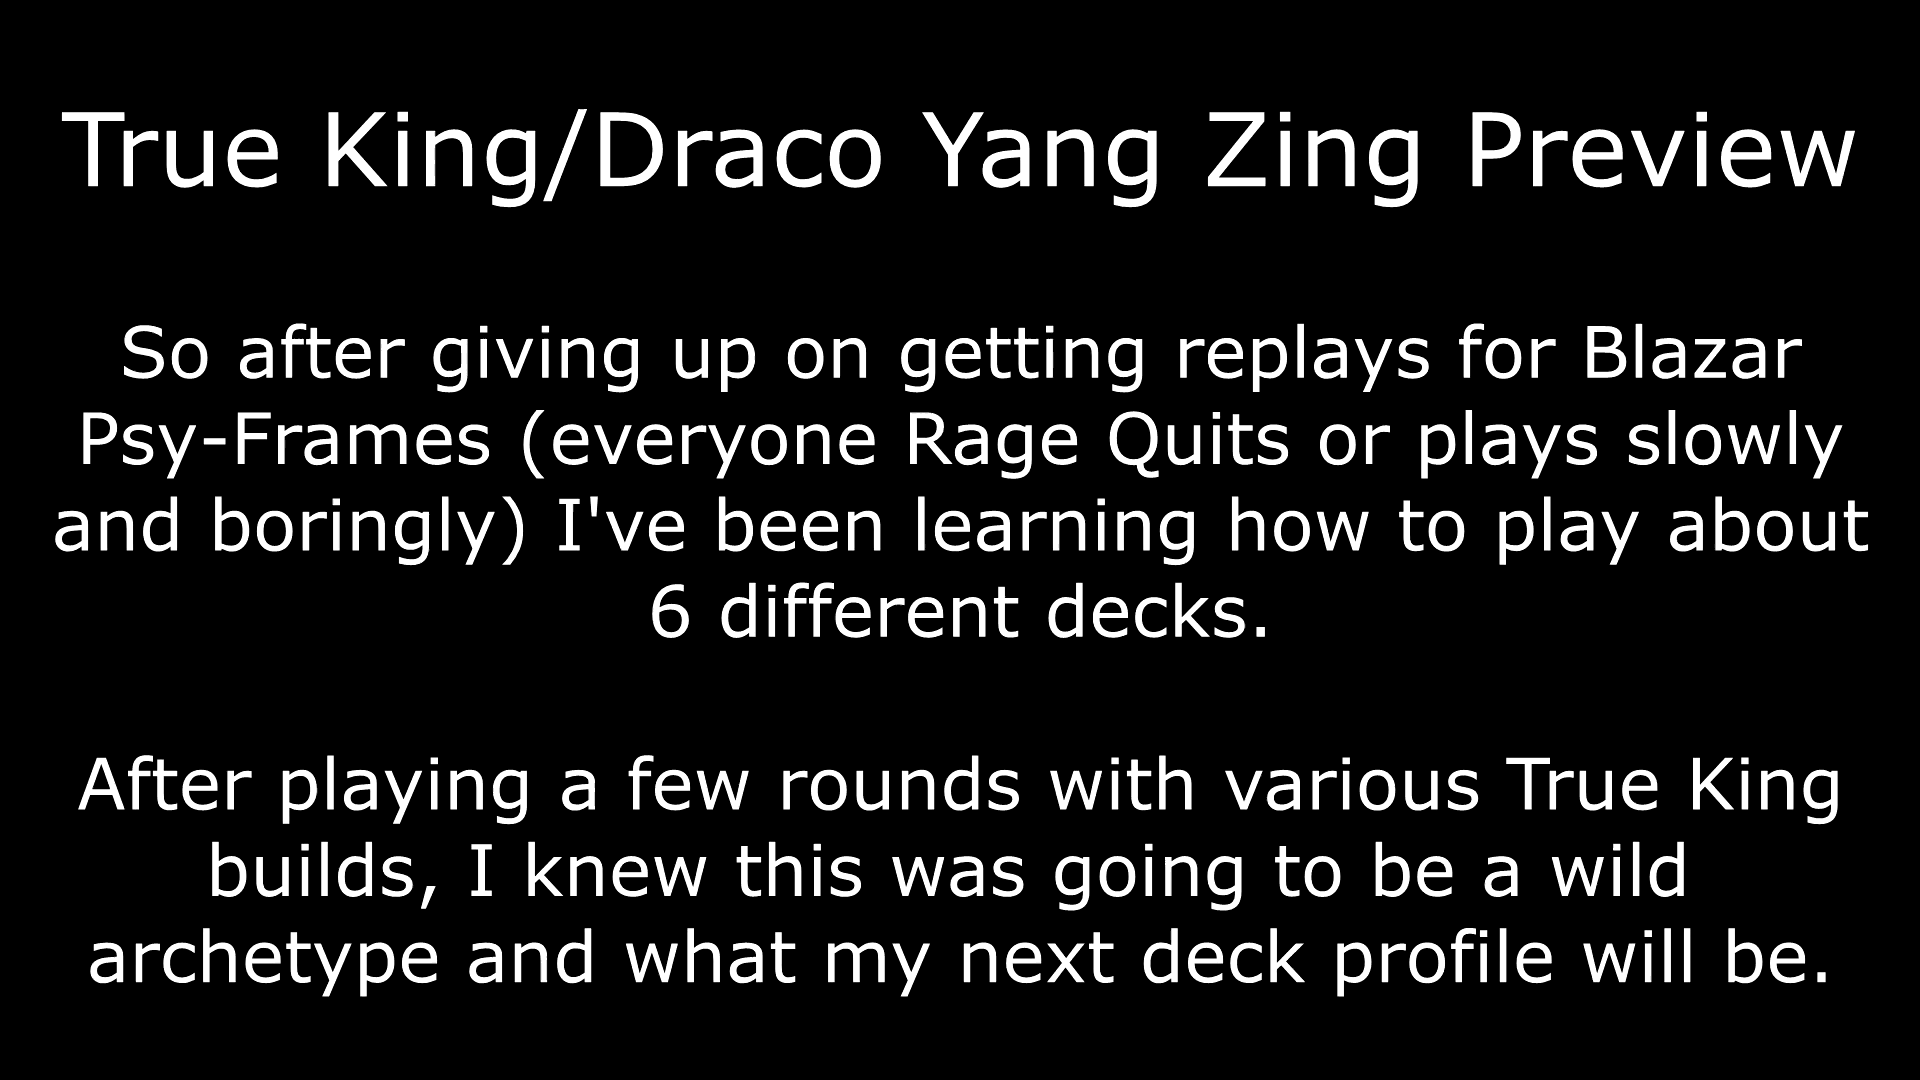 True King/Draco Yang Zing Preview
So after giving up on getting replays for Blazar
Psy-Frames (everyone Rage Quits or plays slowly
and boringly) I've been learning how to play about
6 different decks.
After playing a few rounds with various True King
builds, I knew this was going to be a wild
archetype and what my next deck profile will be.